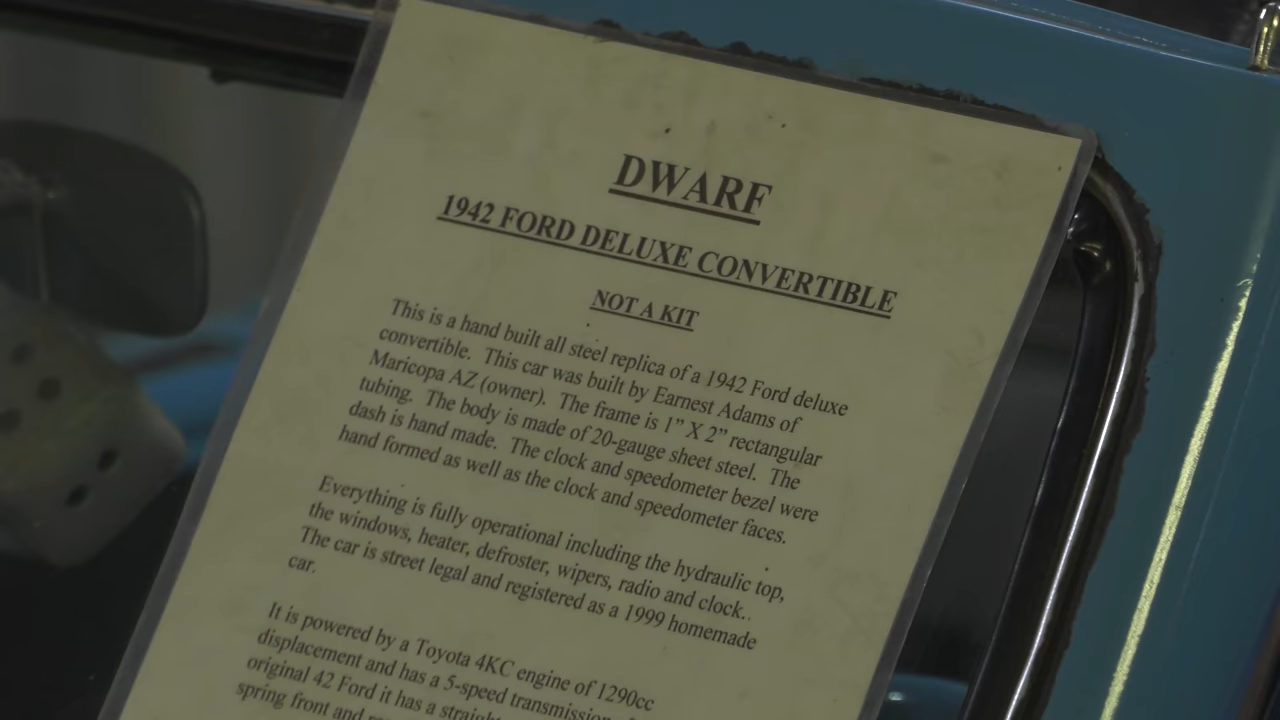 DWARF
1942 FORD DELUXE CONVERTIBLE
NOT A KIT
This is a hand built all steel replica of a 1942 Ford deluxe
convertible. This car was built by Earnest Adams of
Maricopa AZ (owner). The frame is 1” X 2” rectangular
tubing. The body is made of 20-gauge sheet steel. The
dash is hand made. The clock and speedometer bezel were
hand formed as well as the clock and speedometer faces.
Everything is fully operational including the hydraulic top,
the windows, heater, defroster, wipers, radio and clock.
The car is street legal and registered as a 1999 homemade
car.
It is powered by a Toyota 4KC engine of 1290cc
displacement and has a 5-speed transmission.
original 42 Ford it has a
spring front and